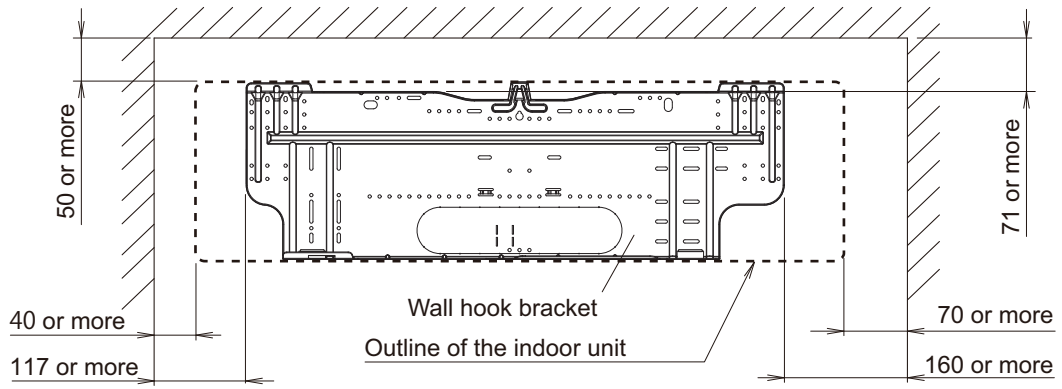 50 or more
71 or more
Wall hook bracket
40 or more
70 or more
Outline of the indoor unit
117 or more
160 or more